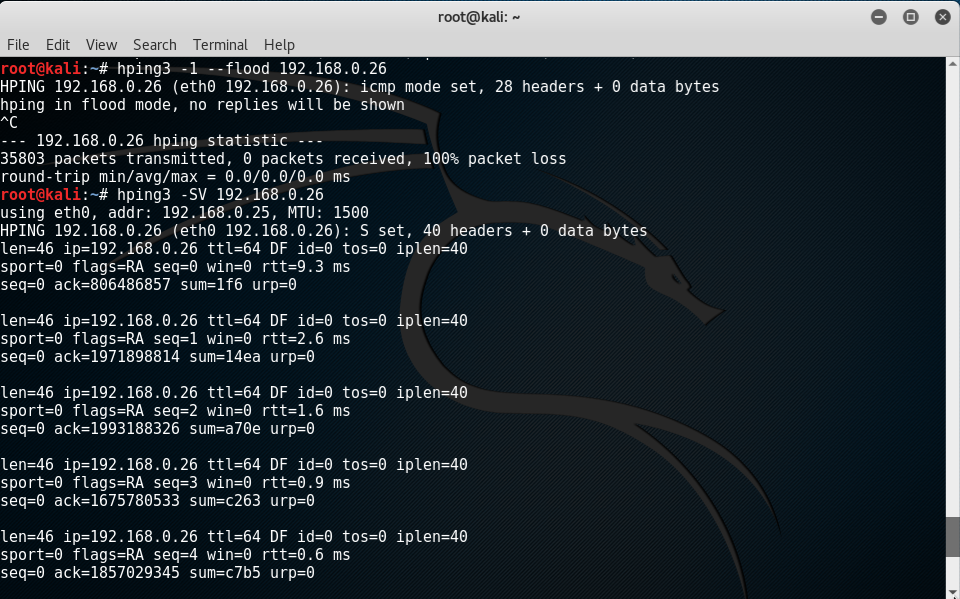 root@kali: ~
File Edit View Search Terminal Help
root@kali:~# hping3 -1 --flood 192.168.0.26
HPING 192.168.0.26 (eth0 192.168.0.26): icmp mode set, 28 headers + 0 data bytes
hping in flood mode, no replies will be shown
^C
--- 192.168.0.26 hping statistic ---
35803 packets transmitted, 0 packets received, 100% packet loss
round-trip min/avg/max = 0.0/0.0/0.0 ms
root@kali:~# hping3 -SV 192.168.0.26
using eth0, addr: 192.168.0.25, MTU: 1500
HPING 192.168.0.26 (eth0 192.168.0.26): S set, 40 headers + 0 data bytes
len=46 ip=192.168.0.26 ttl=64 DF id=0 tos=0 iplen=40
sport=0 flags=RA seq=0 win=0 rtt=9.3 ms
seq=0 ack=806486857 sum=1f6 urp=0
len=46 ip=192.168.0.26 ttl=64 DF id=0 tos=0 iplen=40
sport=0 flags=RA seq=1 win=0 rtt=2.6 ms
seq=0 ack=1971898814 sum=14ea urp=0
len=46 ip=192.168.0.26 ttl=64 DF id=0 tos=0 iplen=40
sport=0 flags=RA seq=2 win=0 rtt=1.6 ms
seq=0 ack=1993188326 sum=a70e urp=0
len=46 ip=192.168.0.26 ttl=64 DF id=0 tos=0 iplen=40
sport=0 flags=RA seq=3 win=0 rtt=0.9 ms
seq=0 ack=1675780533 sum=c263 urp=0
len=46 ip=192.168.0.26 ttl=64 DF id=0 tos=0 iplen=40
sport=0 flags=RA seq=4 win=0 rtt=0.6 ms
seq=0 ack=1857029345 sum=c7b5 urp=0